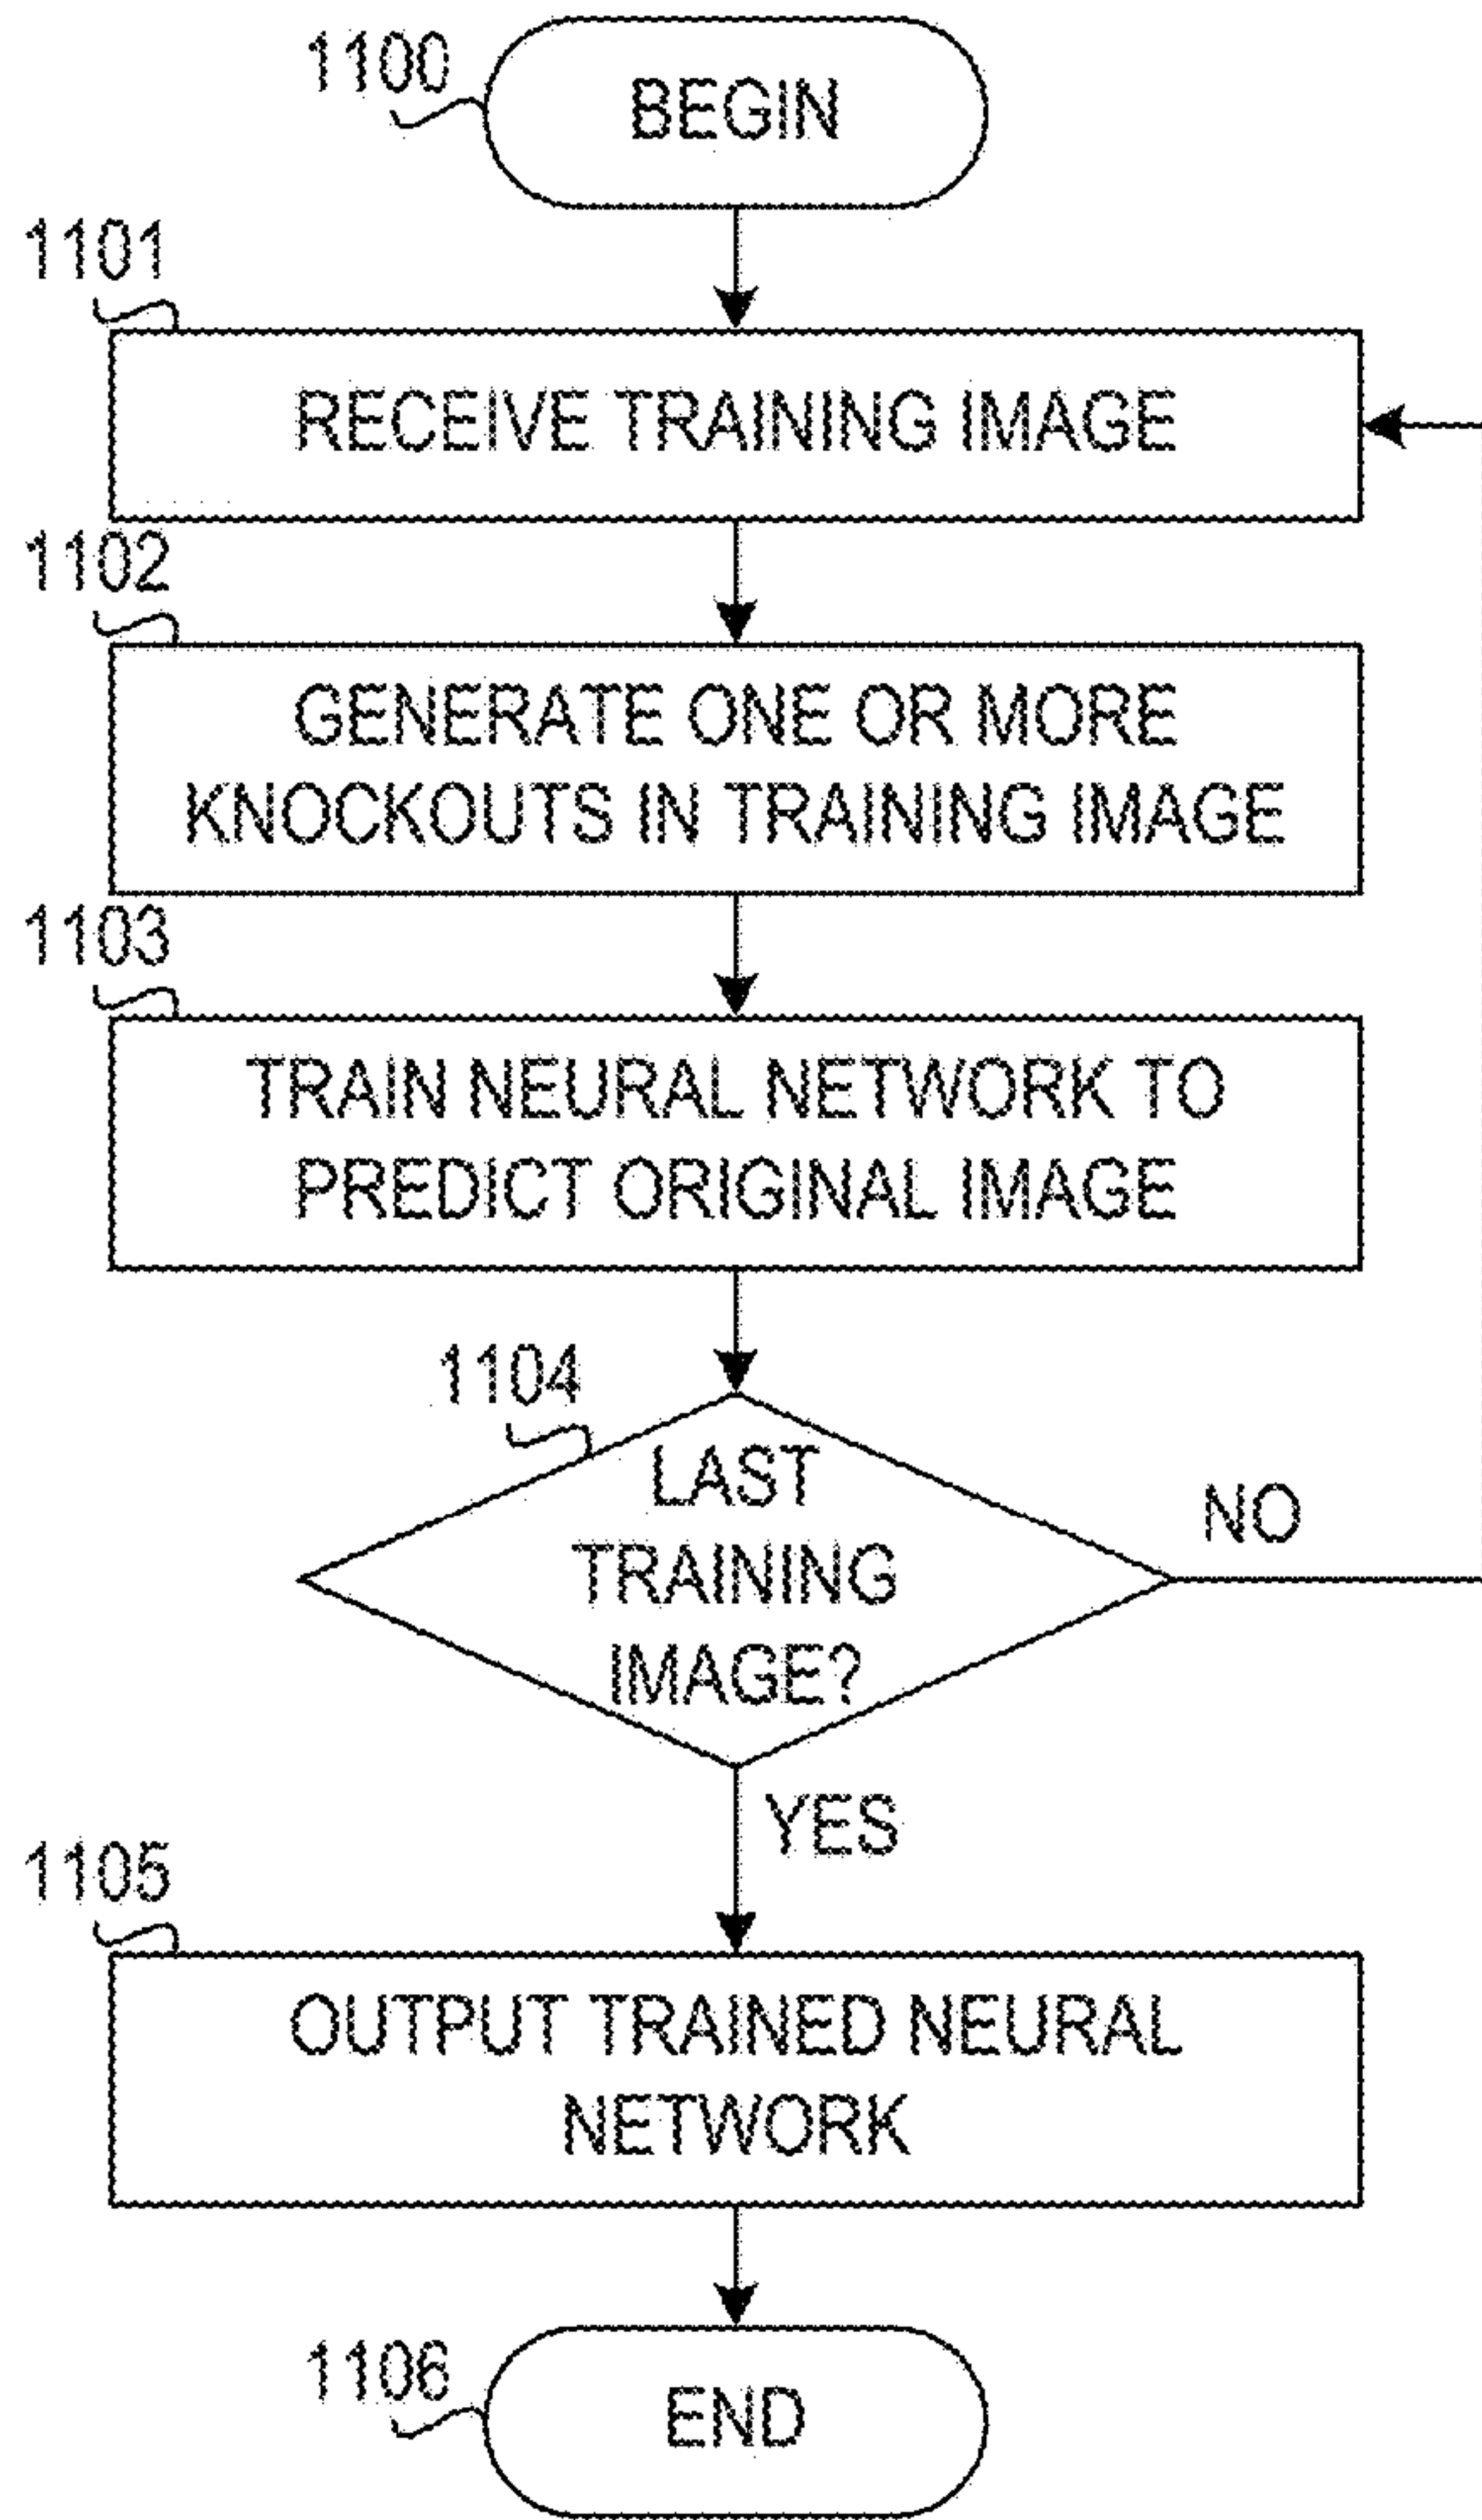 1100
BEGIN
1101
RECEIVE TRAINING IMAGE
1102
GENERATE ONE OR MORE
KNOCKOUTS IN TRAINING IMAGE
1103
TRAIN NEURAL NETWORK TO
PREDICT ORIGINAL IMAGE
1104
LAST
TRAINING
IMAGE?
NO
YES
1105
OUTPUT TRAINED NEURAL
NETWORK
1106
END